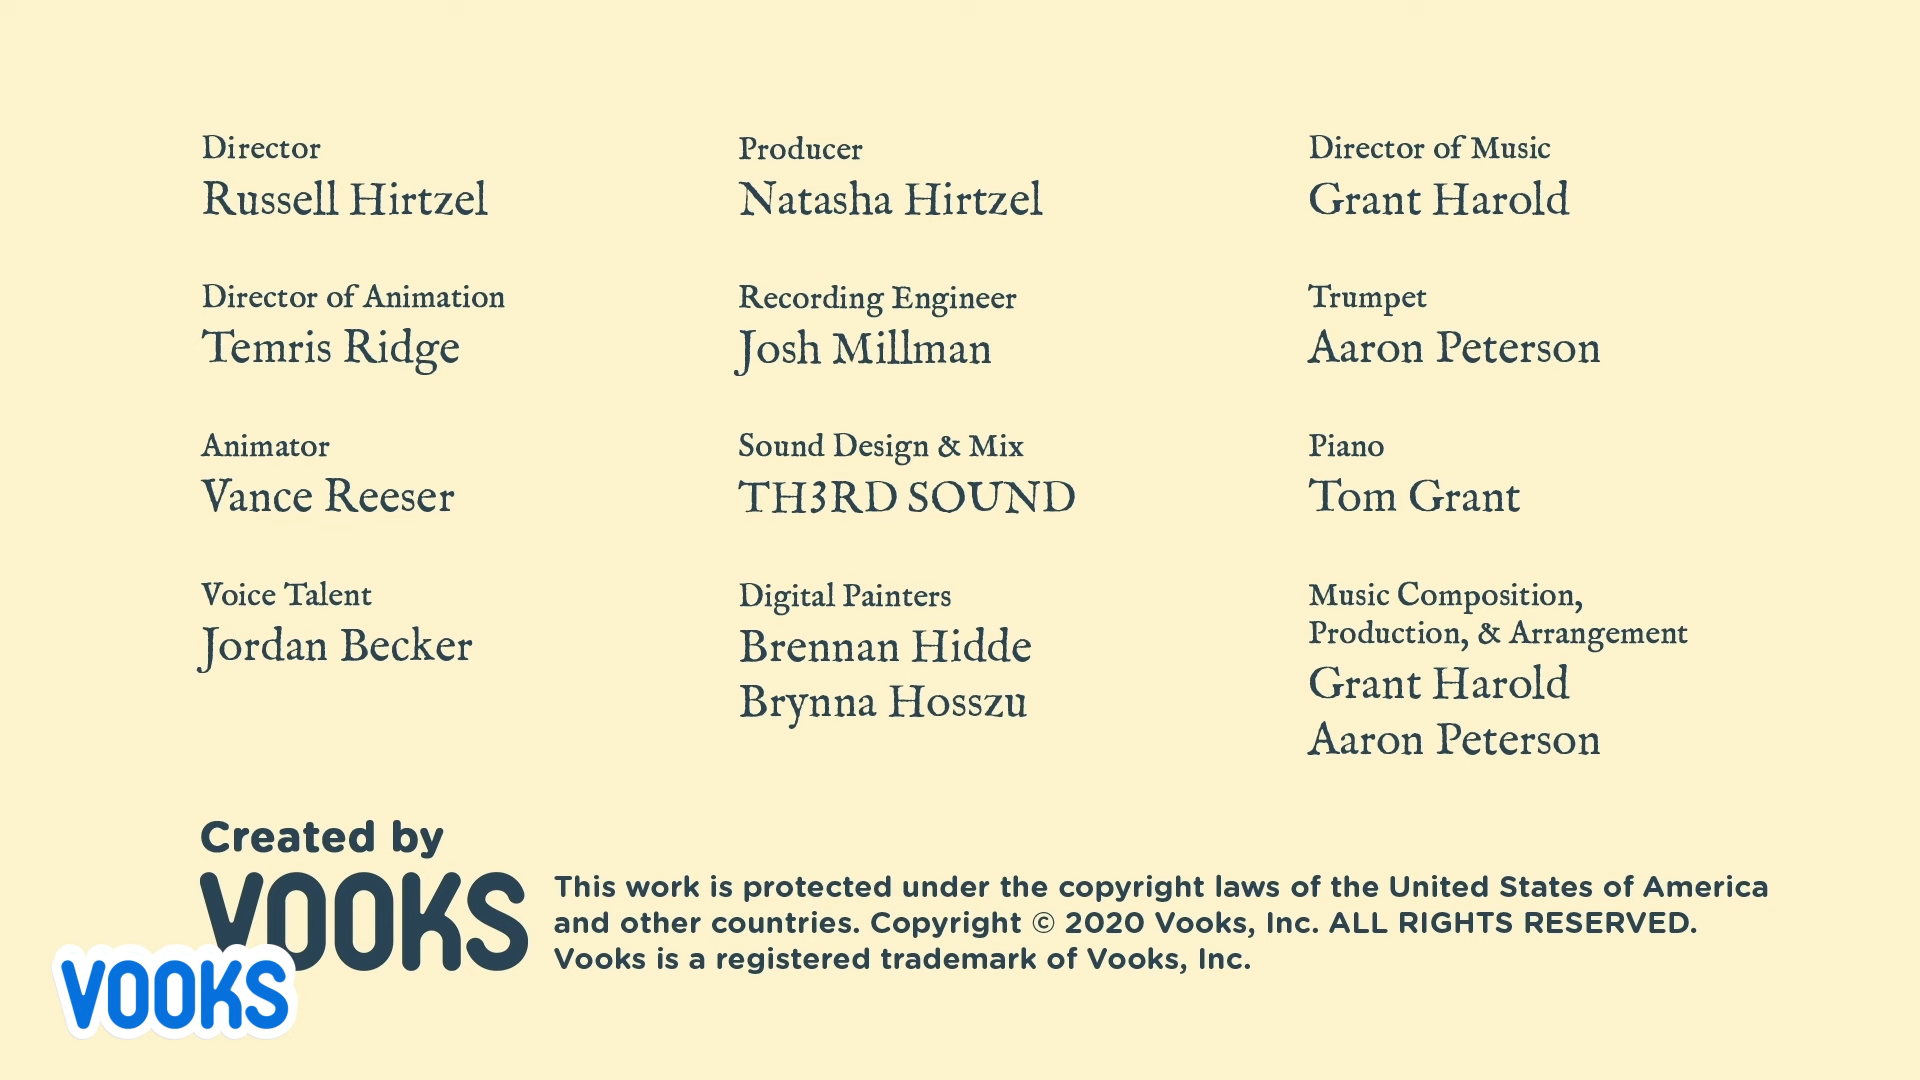 Director
Russell Hirtzel
Director of Animation
Temris Ridge
Animator
Vance Reeser
Voice Talent
Jordan Becker
Producer
Natasha Hirtzel
Recording Engineer
Josh Millman
Sound Design & Mix
TH3RD SOUND
Digital Painters
Brennan Hidde
Brynna Hosszu
Director of Music
Grant Harold
Trumpet
Aaron Peterson
Piano
Tom Grant
Music Composition,
Production, & Arrangement
Grant Harold
Aaron Peterson
Created by
VOOKS
This work is protected under the copyright laws of the United States of America
and other countries. Copyright © 2020 Vooks, Inc. ALL RIGHTS RESERVED.
Vooks is a registered trademark of Vooks, Inc.
VOOKS